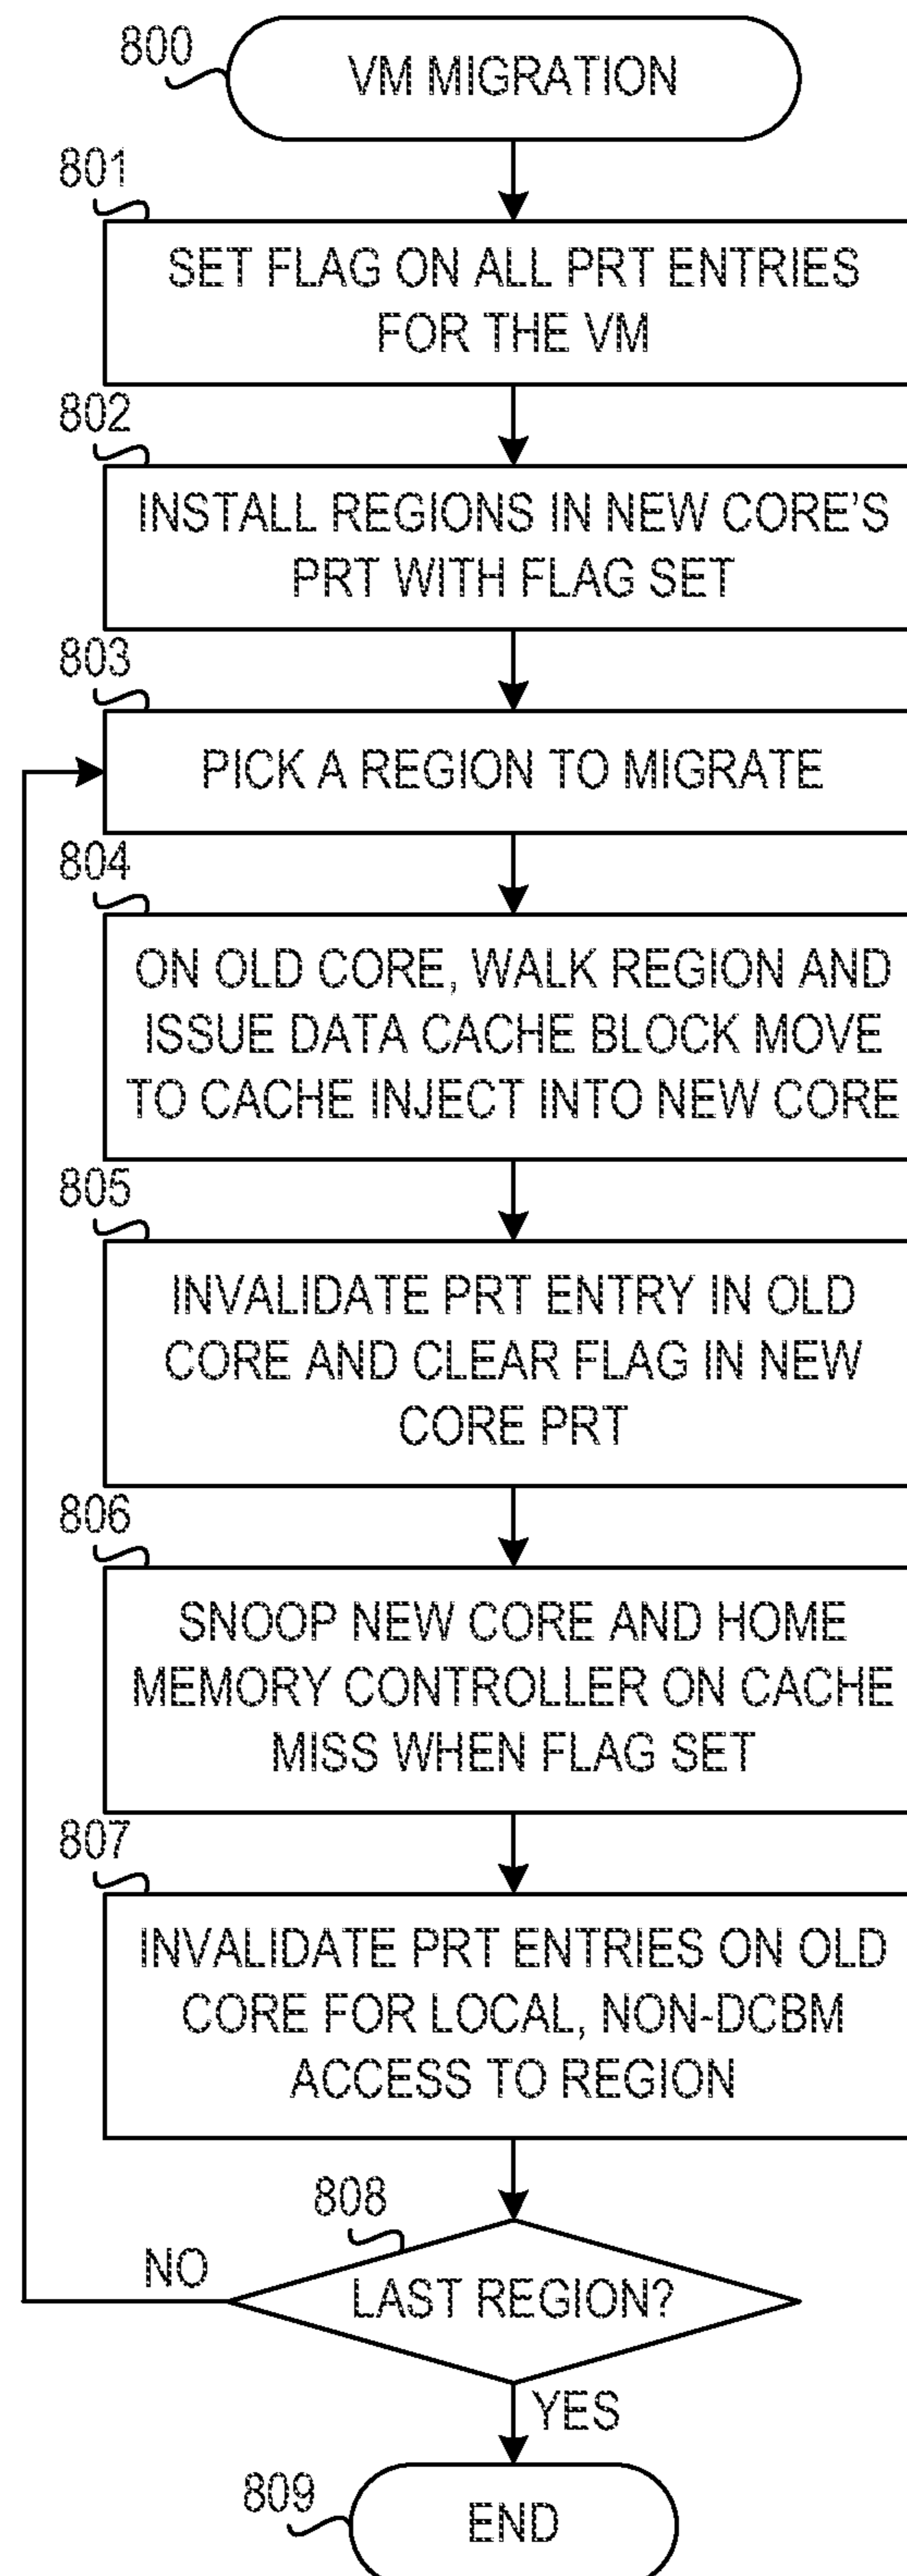 800
VM MIGRATION
801
SET FLAG ON ALL PRT ENTRIES
FOR THE VM
802
INSTALL REGIONS IN NEW CORE'S
PRT WITH FLAG SET
803
PICK A REGION TO MIGRATE
804
ON OLD CORE, WALK REGION AND
ISSUE DATA CACHE BLOCK MOVE
TO CACHE INJECT INTO NEW CORE
805
INVALIDATE PRT ENTRY IN OLD
CORE AND CLEAR FLAG IN NEW
CORE PRT
806
SNOOP NEW CORE AND HOME
MEMORY CONTROLLER ON CACHE
MISS WHEN FLAG SET
807
INVALIDATE PRT ENTRIES ON OLD
CORE FOR LOCAL, NON-DCBM
ACCESS TO REGION
808
NO
LAST REGION?
YES
809
END